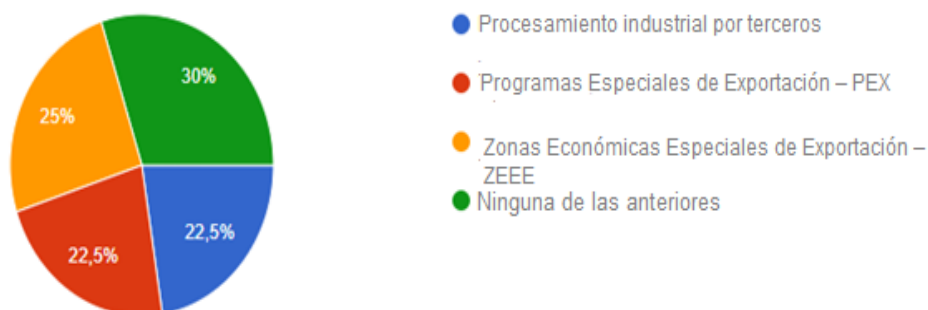 30%
25%
22,5%
22,5%
Procesamiento industrial por terceros
Programas Especiales de Exportación – PEX
Zonas Económicas Especiales de Exportación –
ZEEE
Ninguna de las anteriores